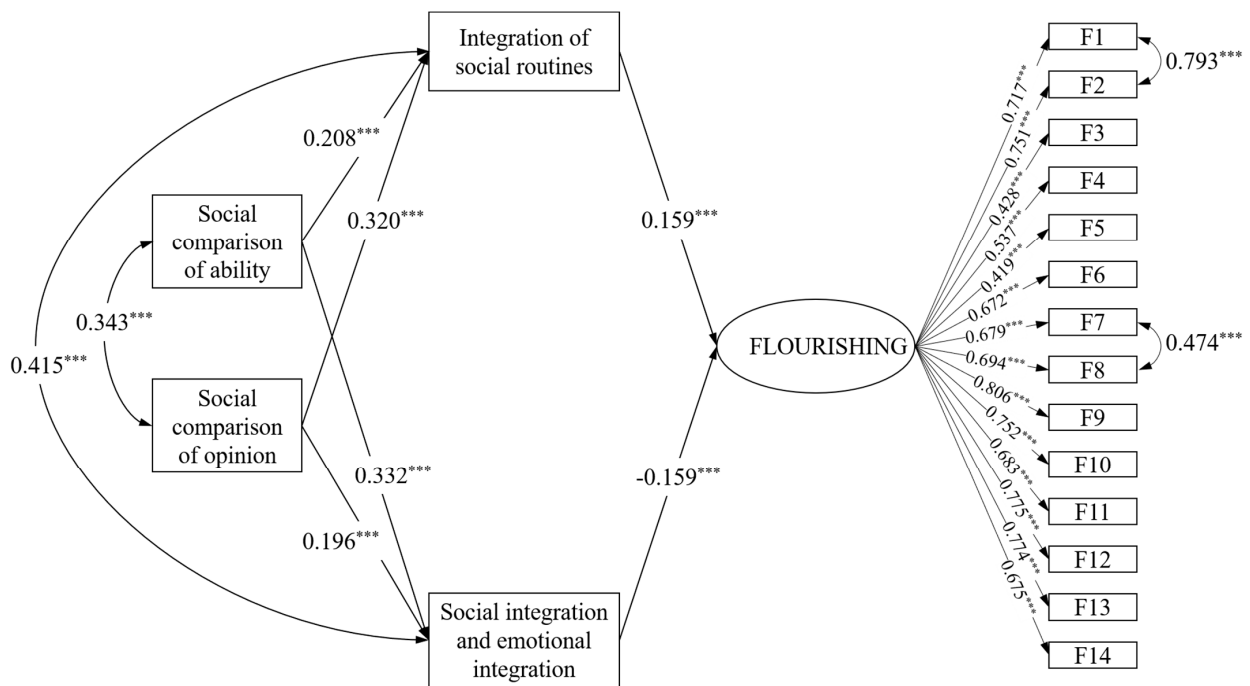 Integration of
social routines
0.208***
0.320***
Social
comparison
of ability
0.343***
0.415***
Social
comparison
of opinion
0.332***
0.196***
Social integration
and emotional
integration
0.159***
-0.159***
FLOURISHING
0.717***
0.751***
0.428***
0.537***
0.419***
0.672***
0.679***
0.694***
0.806***
0.752***
0.683***
0.775***
0.774***
0.675***
F1
F2
0.793***
F3
F4
F5
F6
F7
F8
0.474***
F9
F10
F11
F12
F13
F14